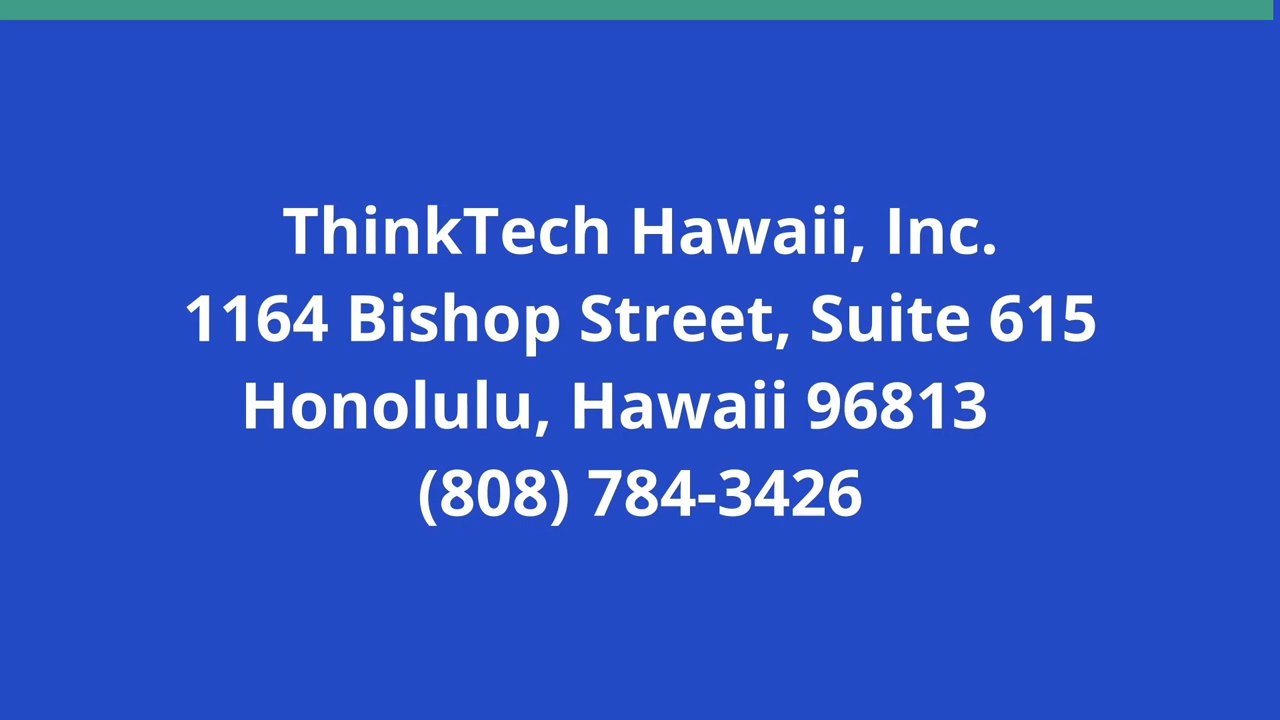 ThinkTech Hawaii, Inc.
1164 Bishop Street, Suite 615
Honolulu, Hawaii 96813
(808) 784-3426